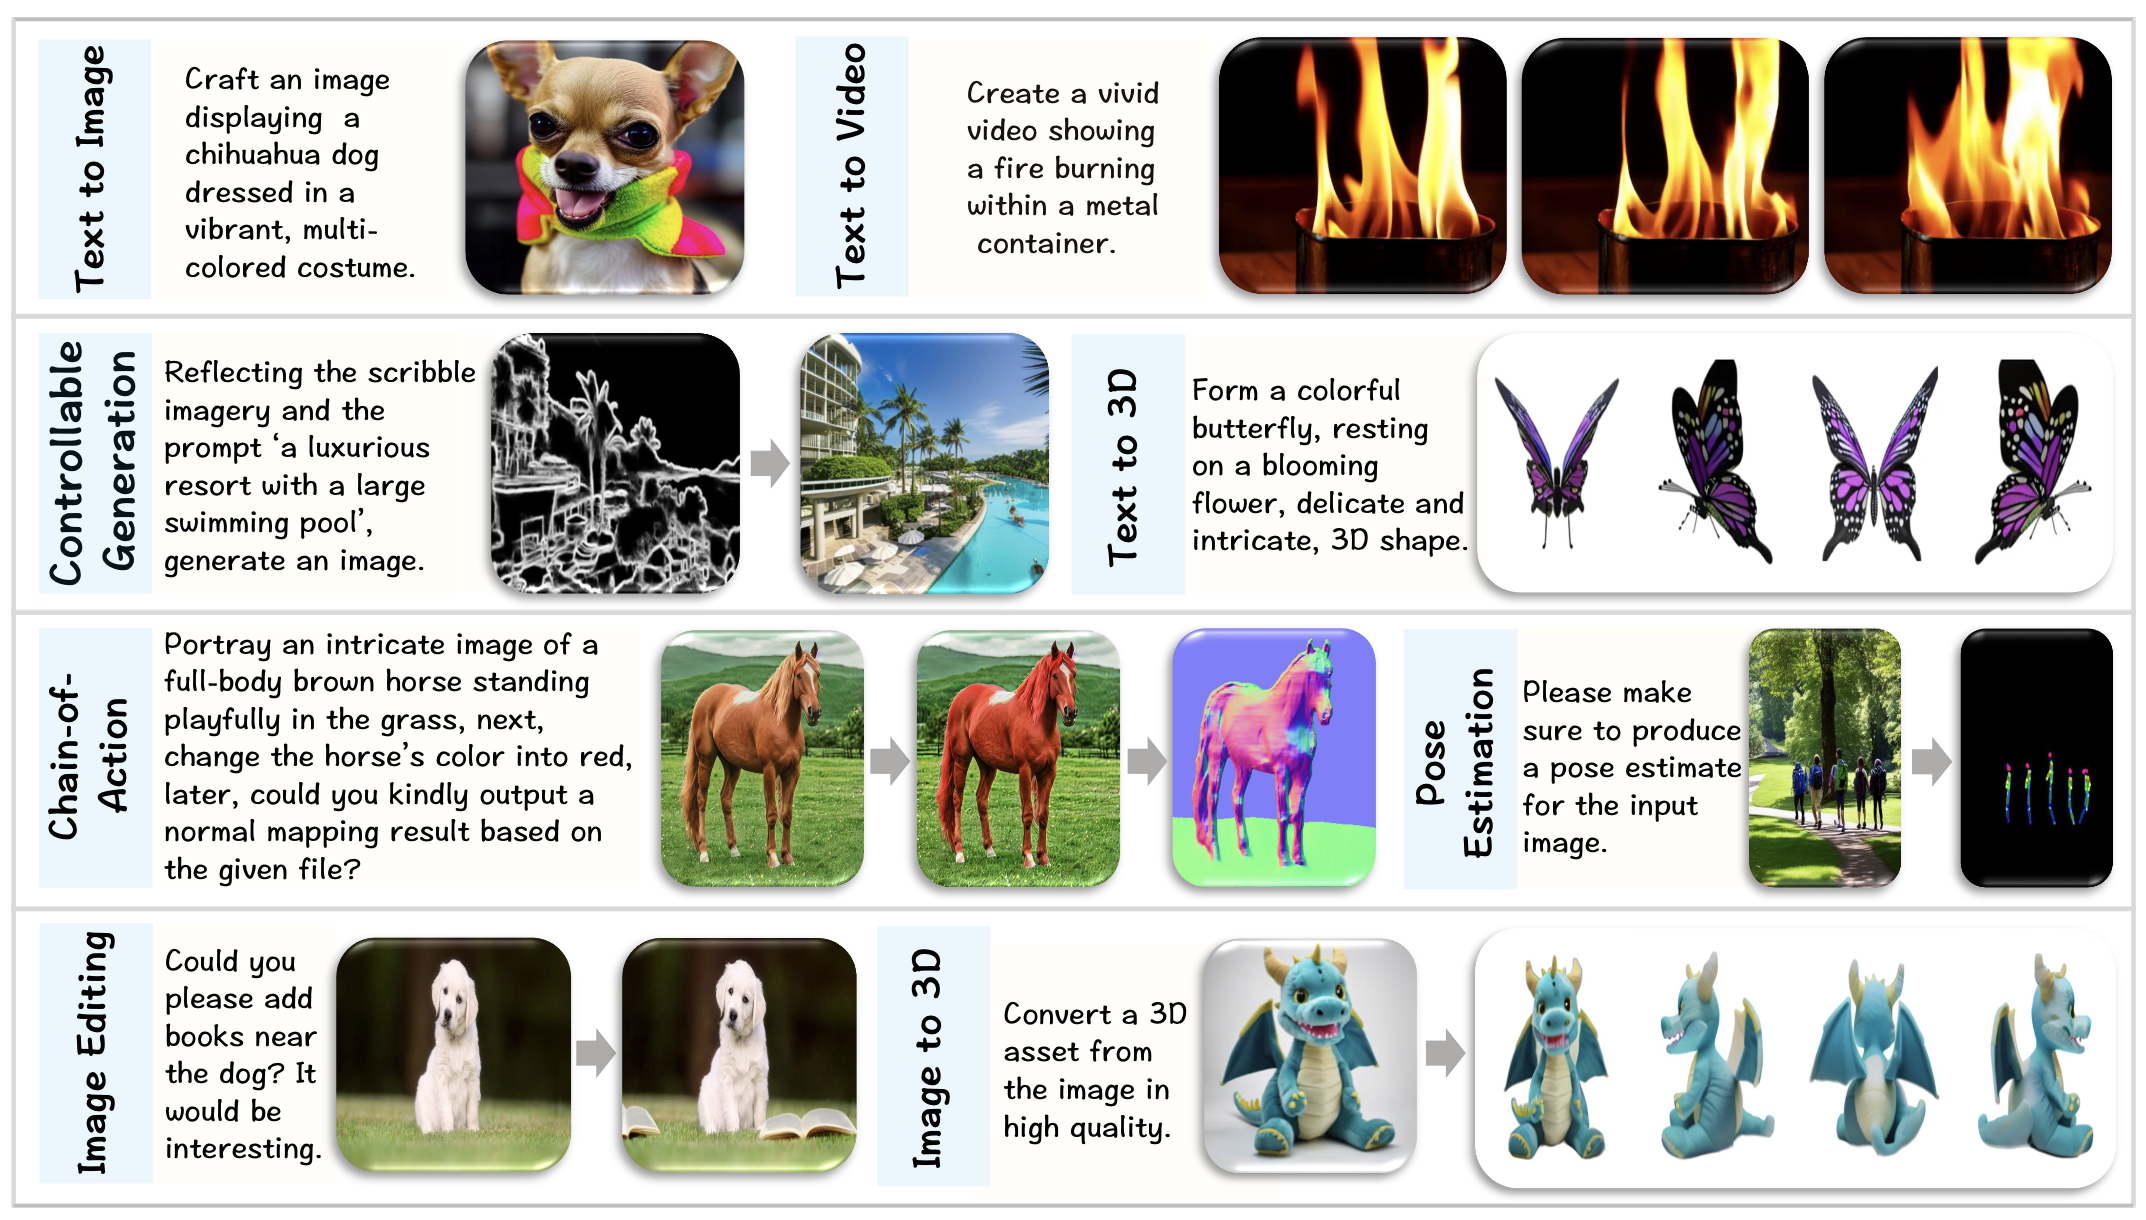 Text to Image
Craft an image
displaying a
chihuahua dog
dressed in a
vibrant, multi-
colored costume.
Text to Video
Create a vivid
video showing
a fire burning
within a metal
container.
Controllable
Generation
Reflecting the scribble
imagery and the
prompt ‘a luxurious
resort with a large
swimming pool’,
generate an image.
Text to 3D
Form a colorful
butterfly, resting
on a blooming
flower, delicate and
intricate, 3D shape.
Chain-of-
Action
Portray an intricate image of a
full-body brown horse standing
playfully in the grass, next,
change the horse’s color into red,
later, could you kindly output a
normal mapping result based on
the given file?
Pose
Estimation
Please make
sure to produce
a pose estimate
for the input
image.
Image Editing
Could you
please add
books near
the dog? It
would be
interesting.
Image to 3D
Convert a 3D
asset from
the image in
high quality.